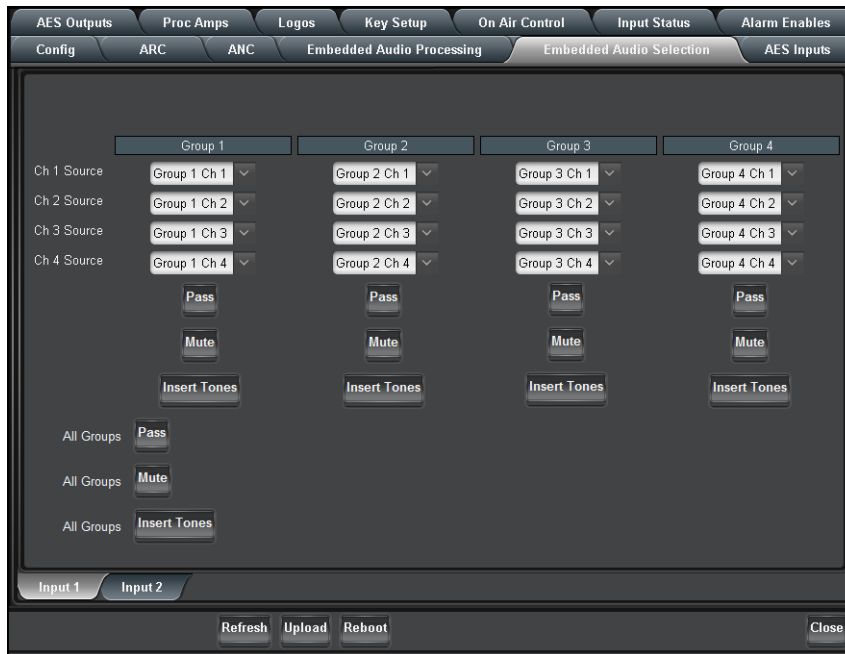 AES Outputs Proc Amps Logos Key Setup On Air Control Input Status Alarm Enables
Config ARC ANC Embedded Audio Processing Embedded Audio Selection AES Inputs
Group 1 Group 2 Group 3 Group 4
Ch 1 Source Group 1 Ch 1 Group 2 Ch 1 Group 3 Ch 1 Group 4 Ch 1
Ch 2 Source Group 1 Ch 2 Group 2 Ch 2 Group 3 Ch 2 Group 4 Ch 2
Ch 3 Source Group 1 Ch 3 Group 2 Ch 3 Group 3 Ch 3 Group 4 Ch 3
Ch 4 Source Group 1 Ch 4 Group 2 Ch 4 Group 3 Ch 4 Group 4 Ch 4
Pass Pass Pass Pass
Mute Mute Mute Mute
Insert Tones Insert Tones Insert Tones Insert Tones
All Groups Pass
All Groups Mute
All Groups Insert Tones
Input 1 Input 2
Refresh Upload Reboot Close